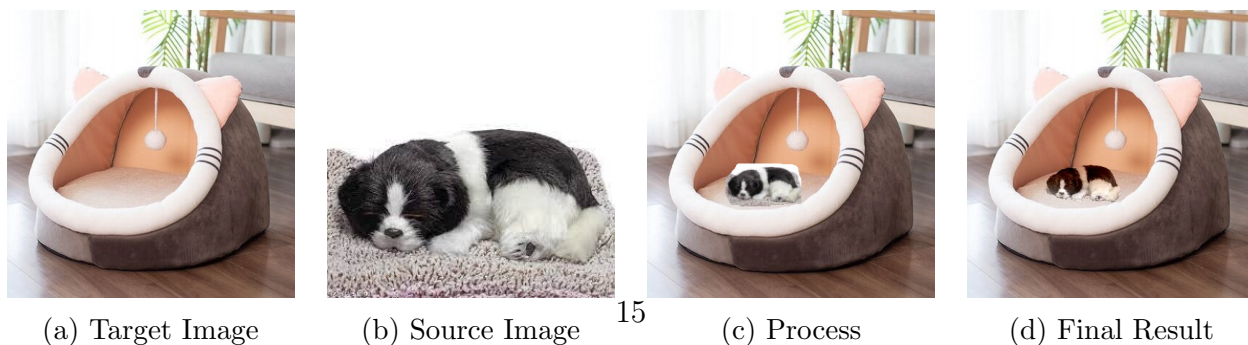 15
(a) Target Image
(b) Source Image
(c) Process
(d) Final Result